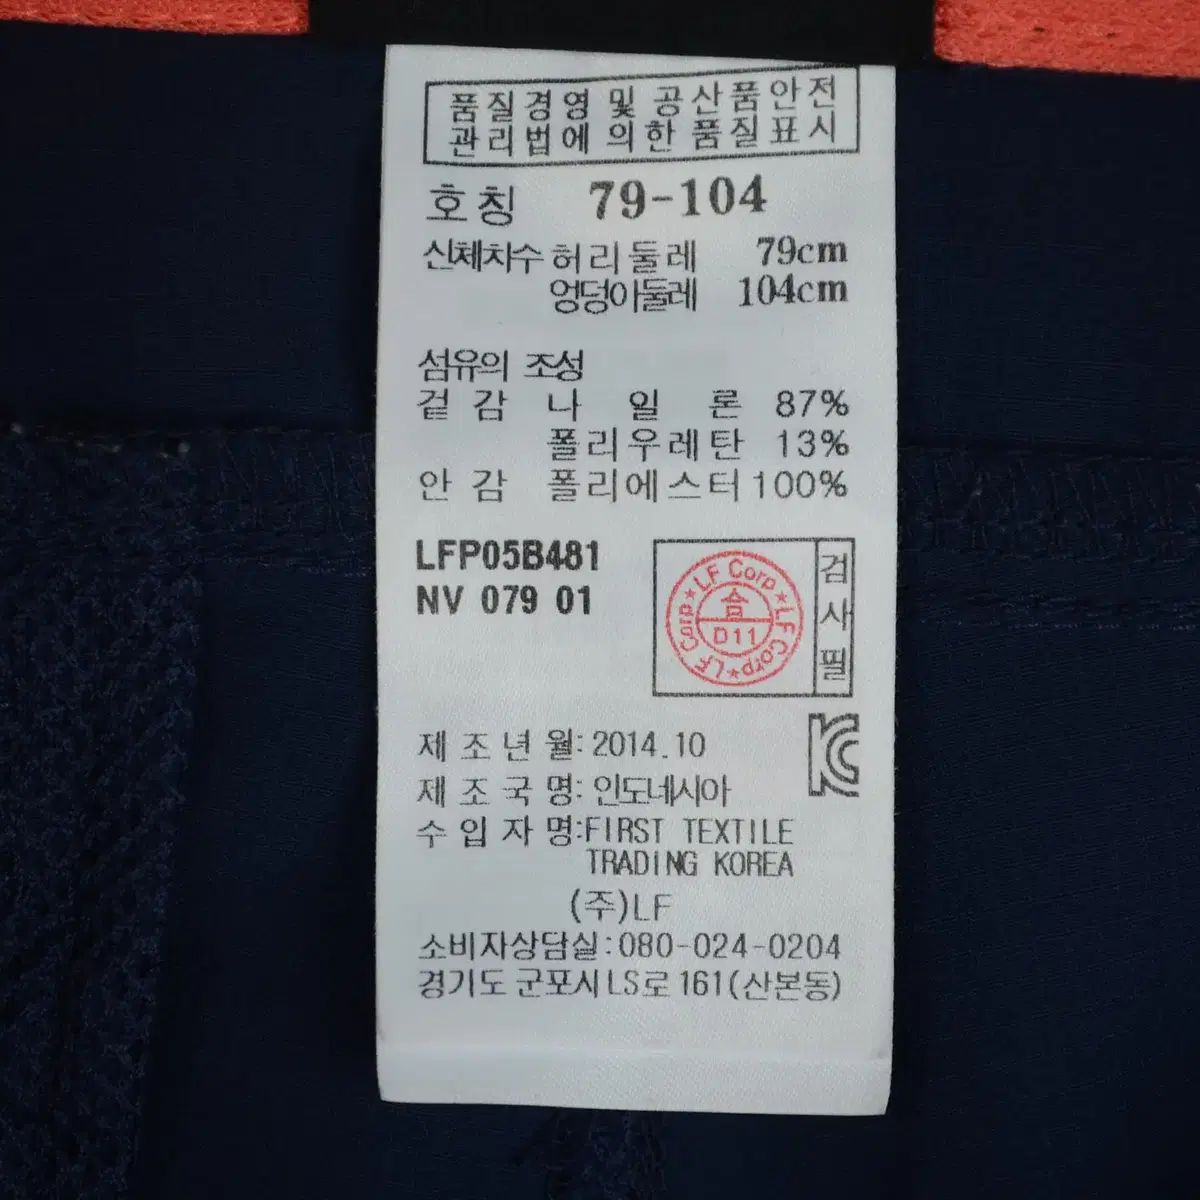 품질경영 및 공산품안전
관리법에 의한 품질표시
호칭 79-104
신체치수 허리둘레 79cm
엉덩이둘레 104cm
섬유의 조성
겉감 나일론 87%
폴리우레탄 13%
안감 폴리에스터 100%
LFP05B481
NV 079 01
LF Corp★LF Corp★LF Corp★
合
D11
검사필
제조년월: 2014.10
KC
제조국명: 인도네시아
수입자명:FIRST TEXTILE
TRADING KOREA
(주)LF
소비자상담실:080-024-0204
경기도 군포시 LS로 161(산본동)